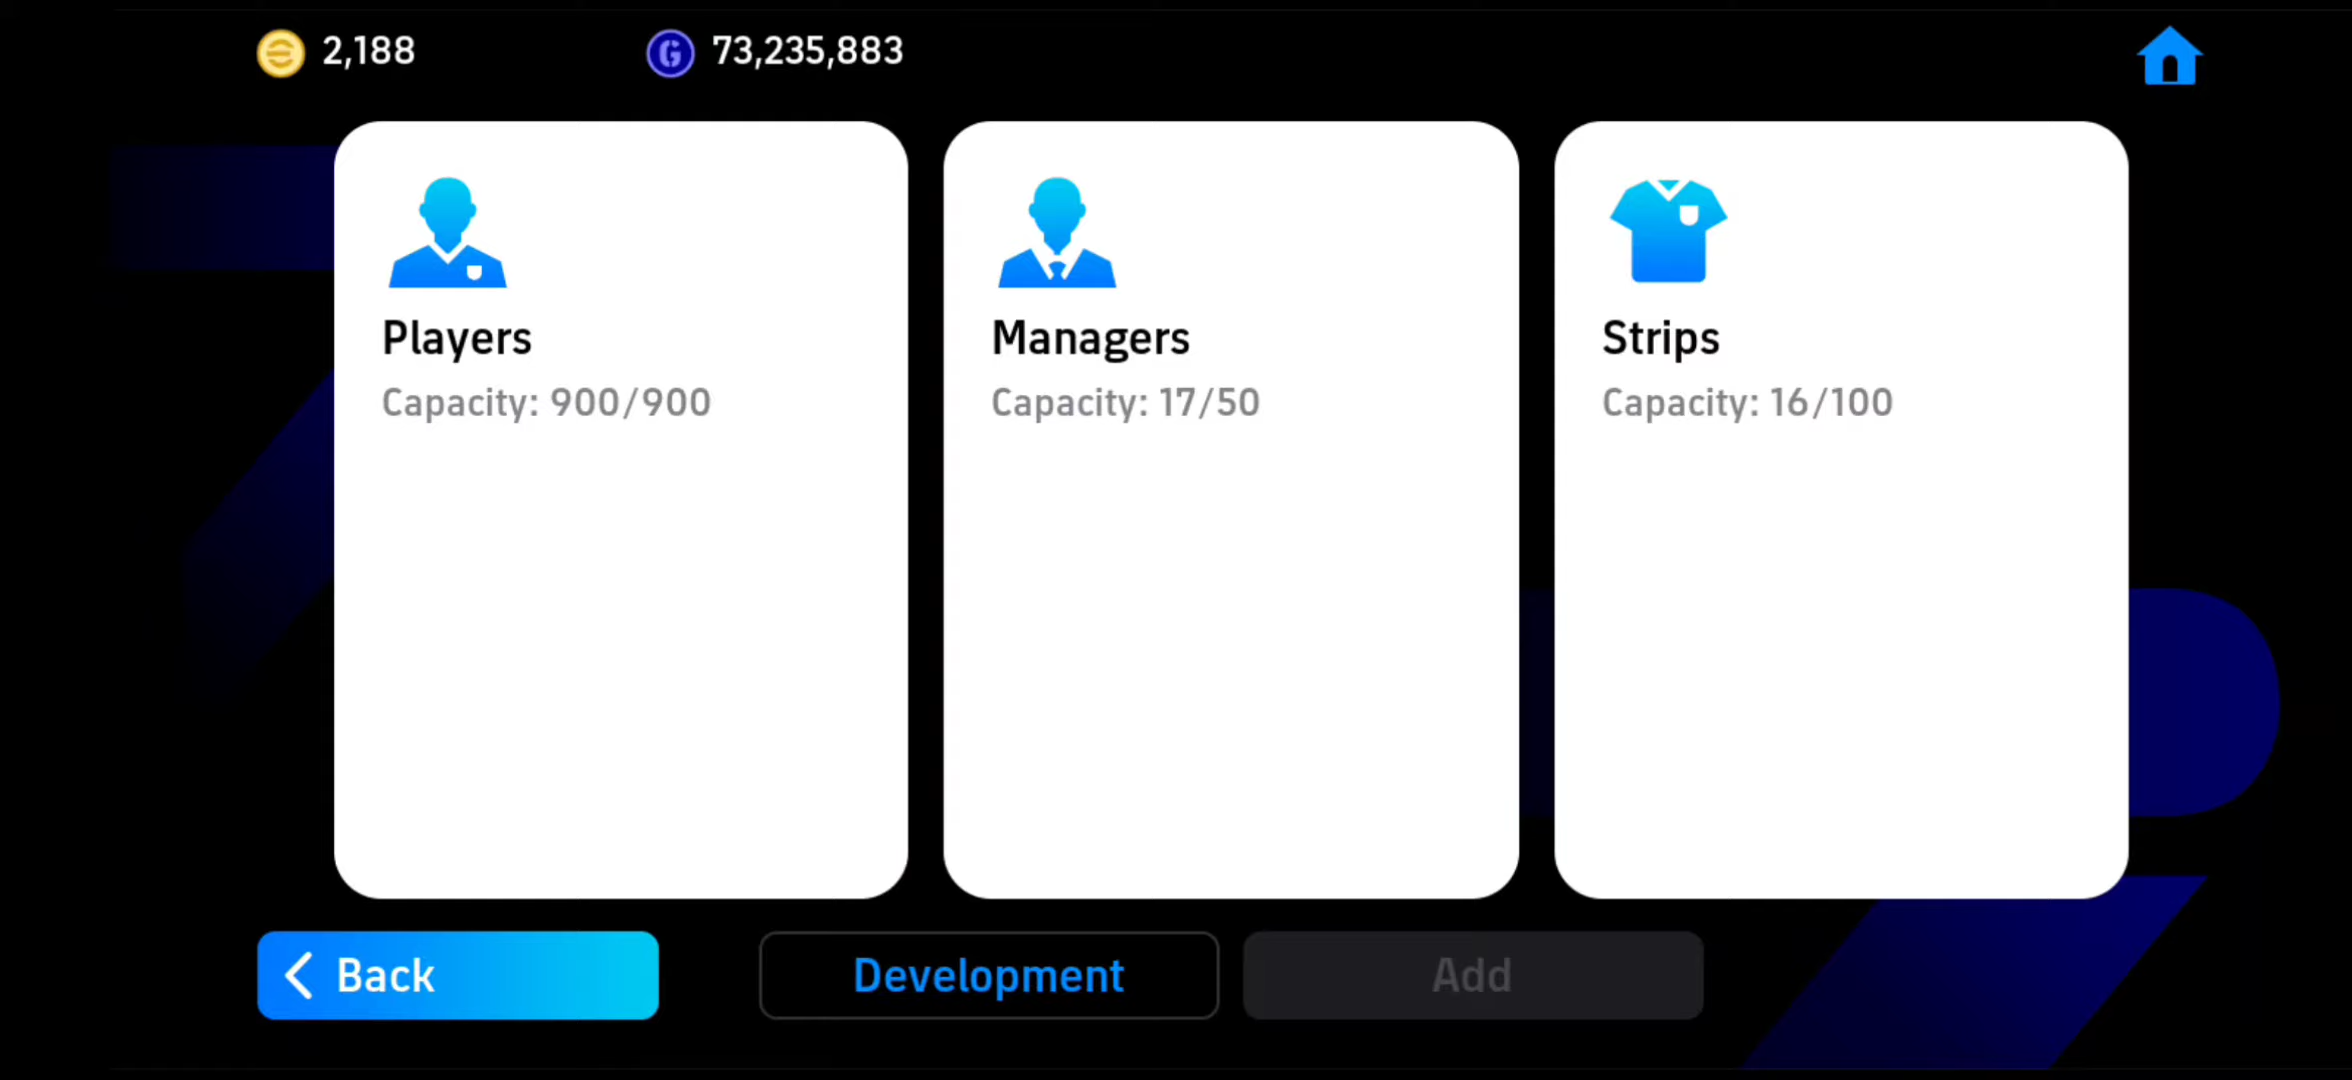 2,188
73,235,883
Players
Capacity: 900/900
Managers
Capacity: 17/50
Strips
Capacity: 16/100
Back
Development
Add